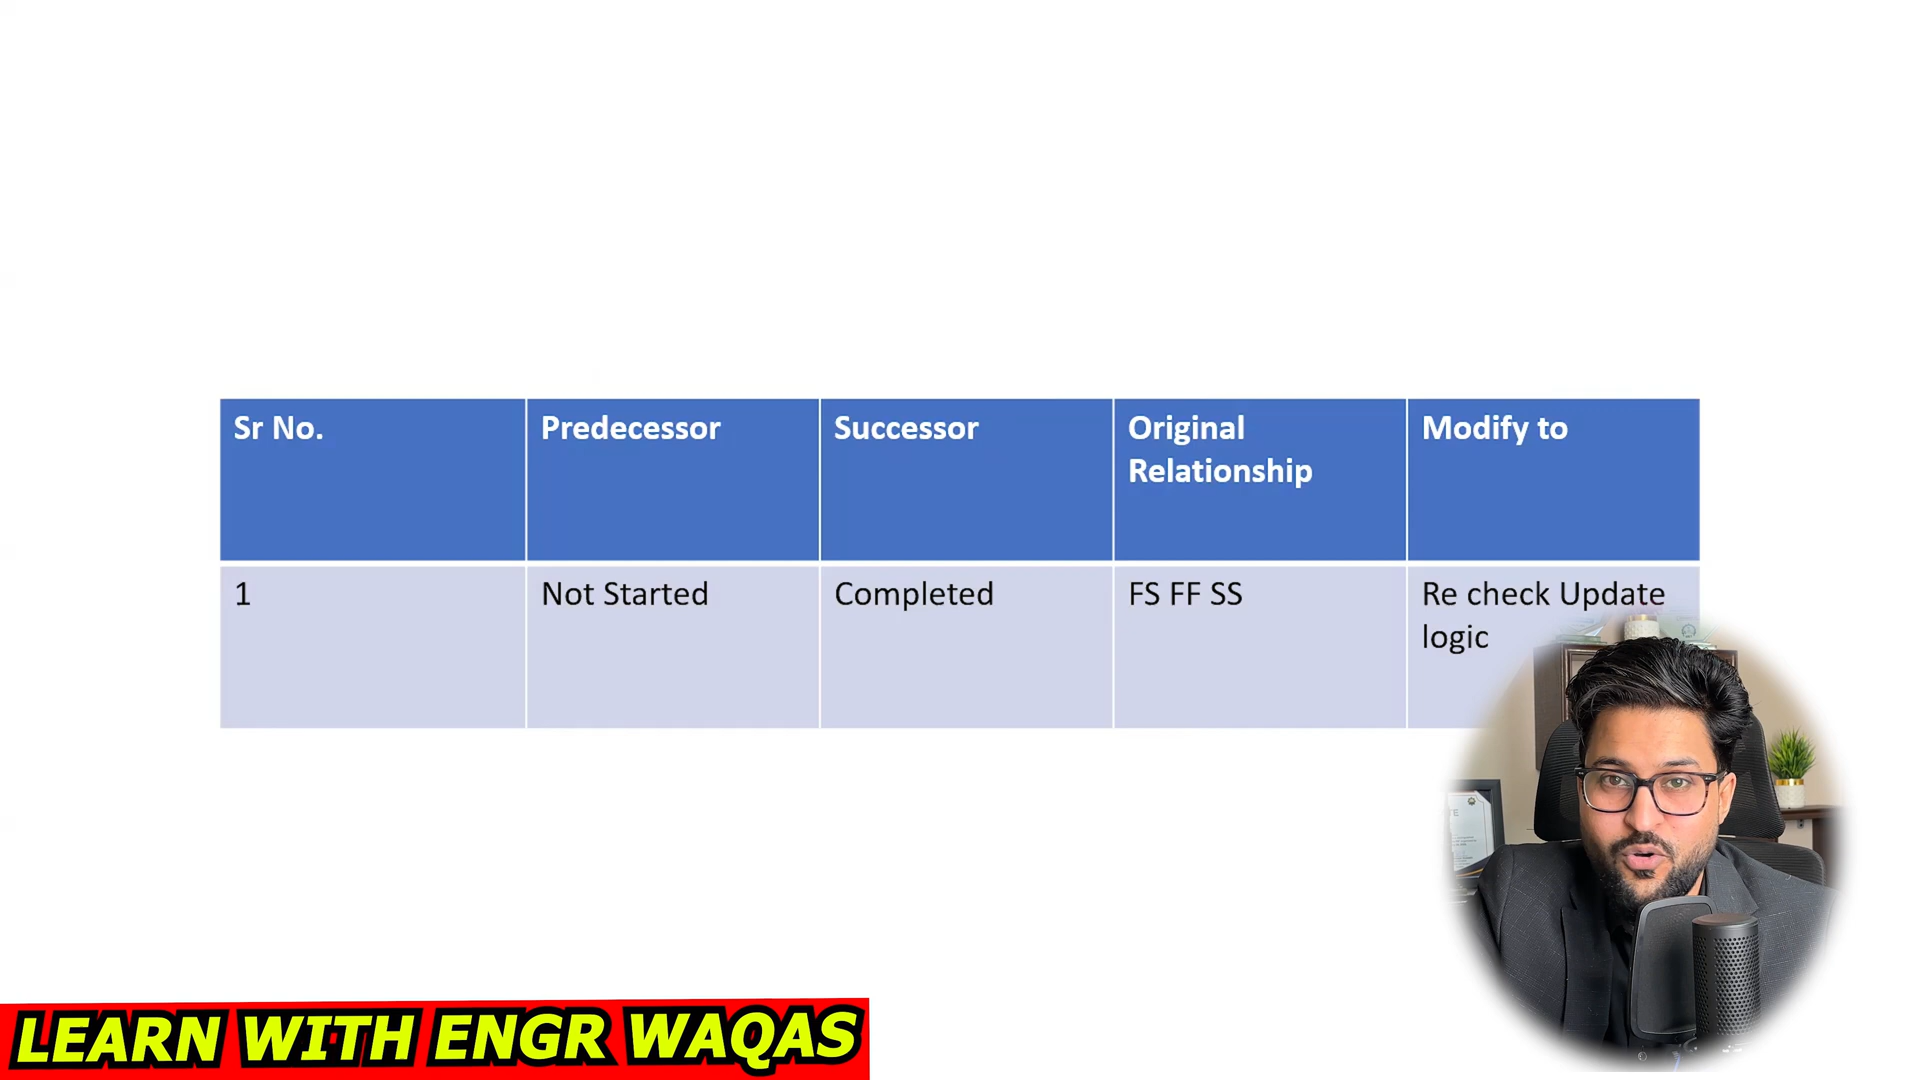 Sr No.
Predecessor
Successor
Original
Relationship
Modify to
1
Not Started
Completed
FS FF SS
Re check Update
logic
LEARN WITH ENGR WAQAS